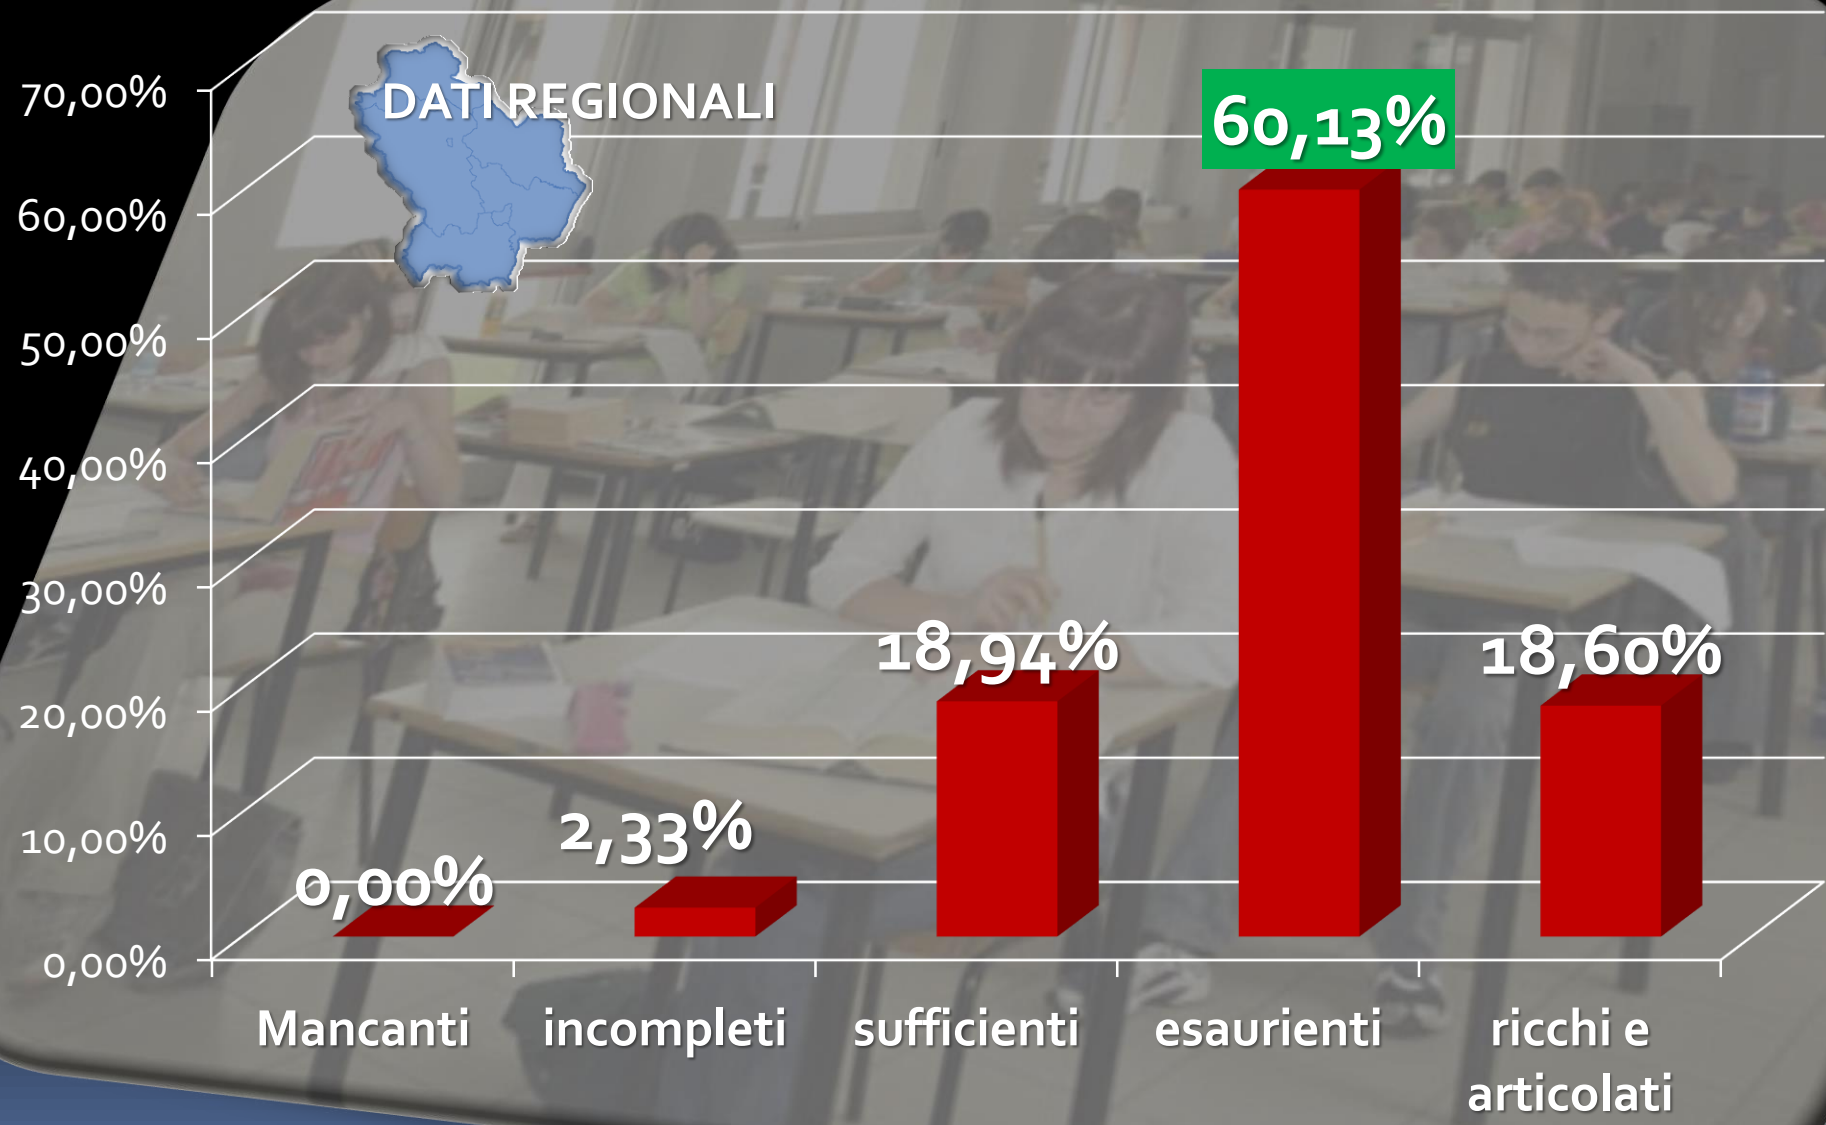 DATI REGIONALI
70,00%
60,00%
50,00%
40,00%
30,00%
20,00%
10,00%
0,00%
0,00%
2,33%
18,94%
60,13%
18,60%
Mancanti
incompleti
sufficienti
esaurienti
ricchi e
articolati